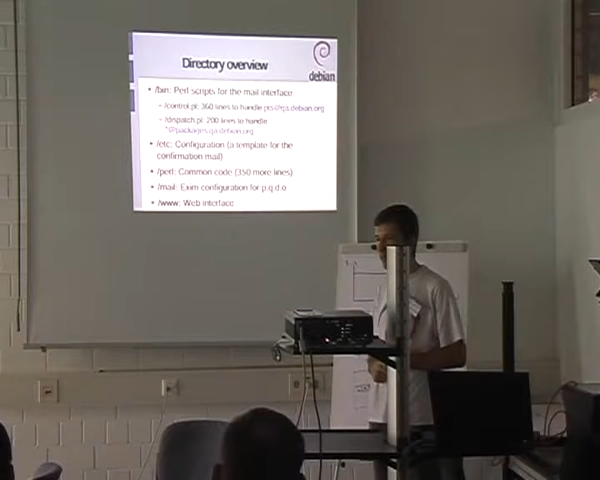 Directory overview
debian
• /bin: Perl scripts for the mail interface
– /control.pl: 360 lines to handle pts@qa.debian.org
– /dispatch.pl: 200 lines to handle
*@packages.qa.debian.org
• /etc: Configuration (a template for the
confirmation mail)
• /perl: Common code (350 more lines)
• /mail: Exim configuration for p.q.d.o
• /www: Web interface